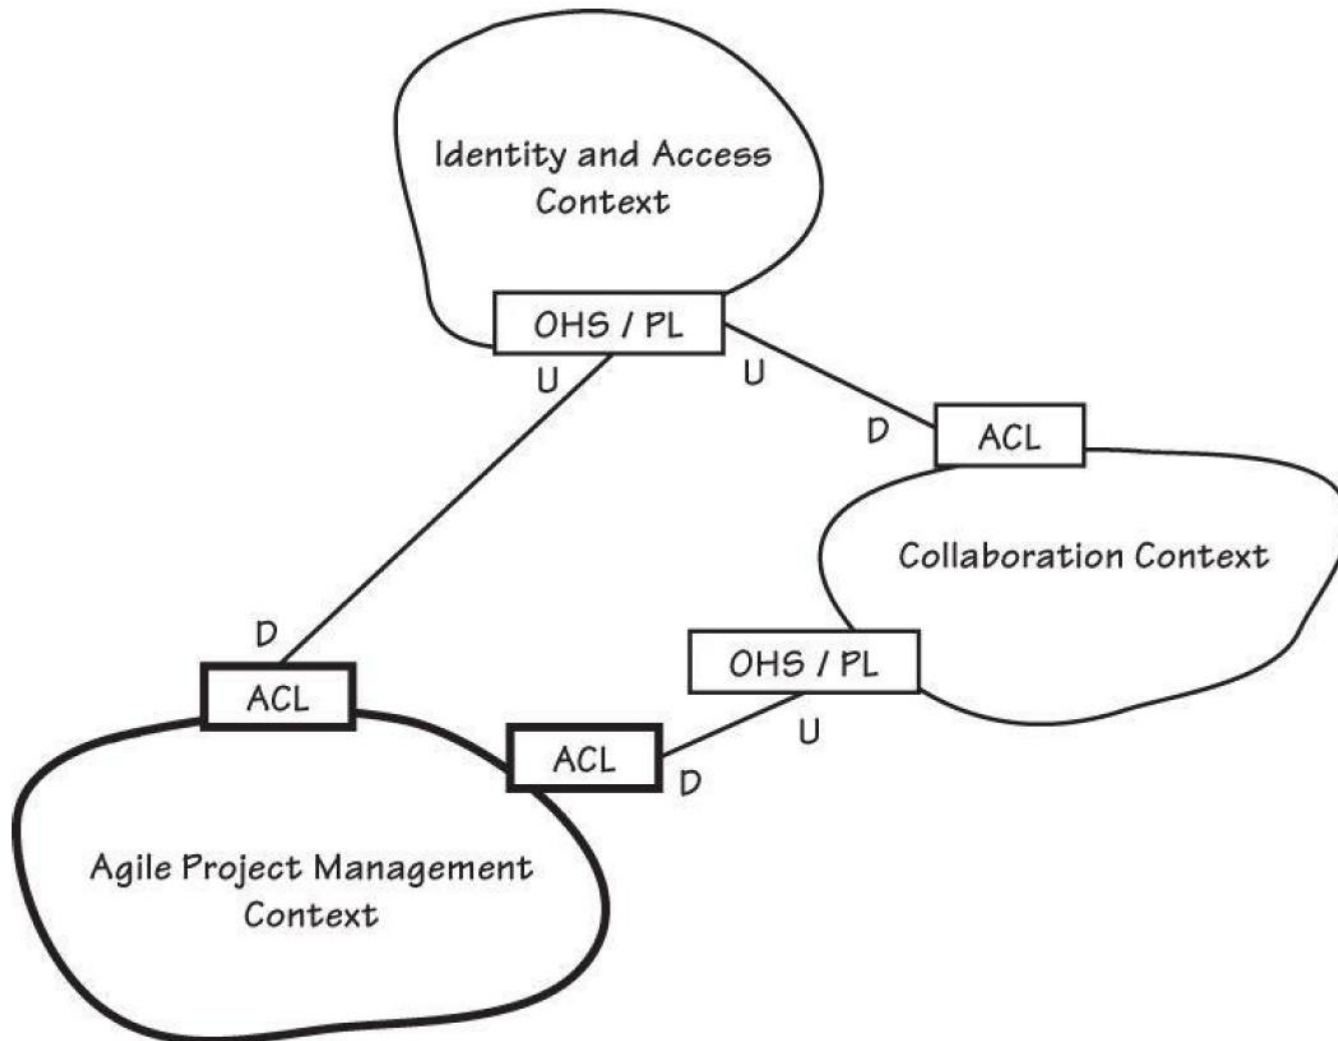 Identity and Access
Context
OHS / PL
U
U
D
ACL
Collaboration Context
D
OHS / PL
ACL
U
ACL
D
Agile Project Management
Context